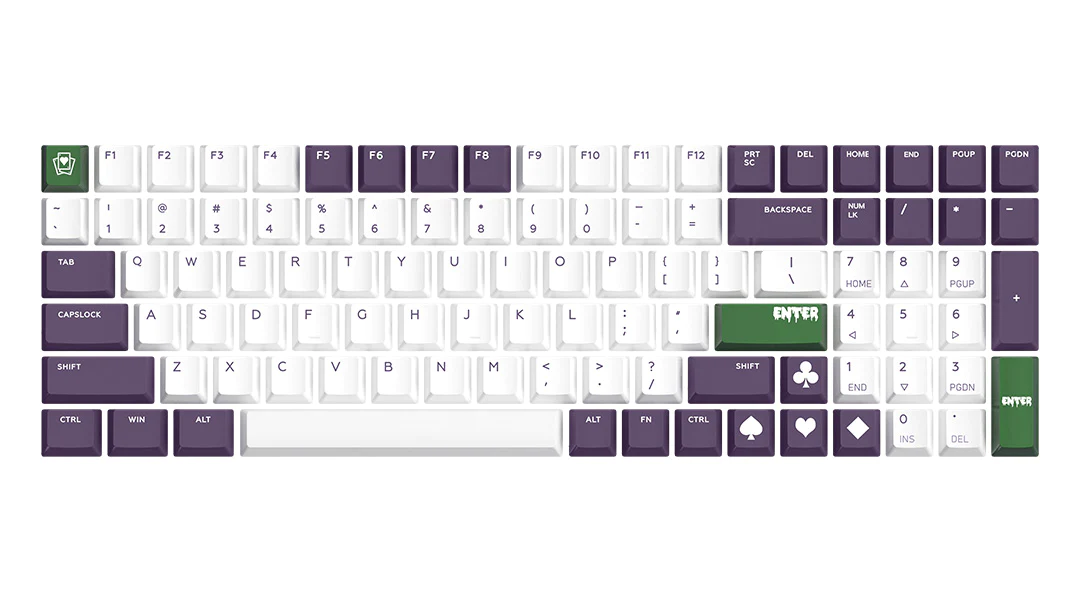 F1 F2 F3 F4 F5 F6 F7 F8 F9 F10 F11 F12 PRT DEL HOME END PGUP PGDN
SC
~ ! @ # $ % ^ & * ( ) _ + BACKSPACE NUM / * -
` 1 2 3 4 5 6 7 8 9 0 - = LK
TAB Q W E R T Y U I O P { } | 7 8 9
[ ] \ HOME △ PGUP
+
CAPSLOCK A S D F G H J K L : " ENTER 4 5 6
; ' ◁ _ ▷
SHIFT Z X C V B N M < > ? SHIFT 1 2 3
, . / END ▽ PGDN
ENTER
CTRL WIN ALT ALT FN CTRL 0 .
INS DEL